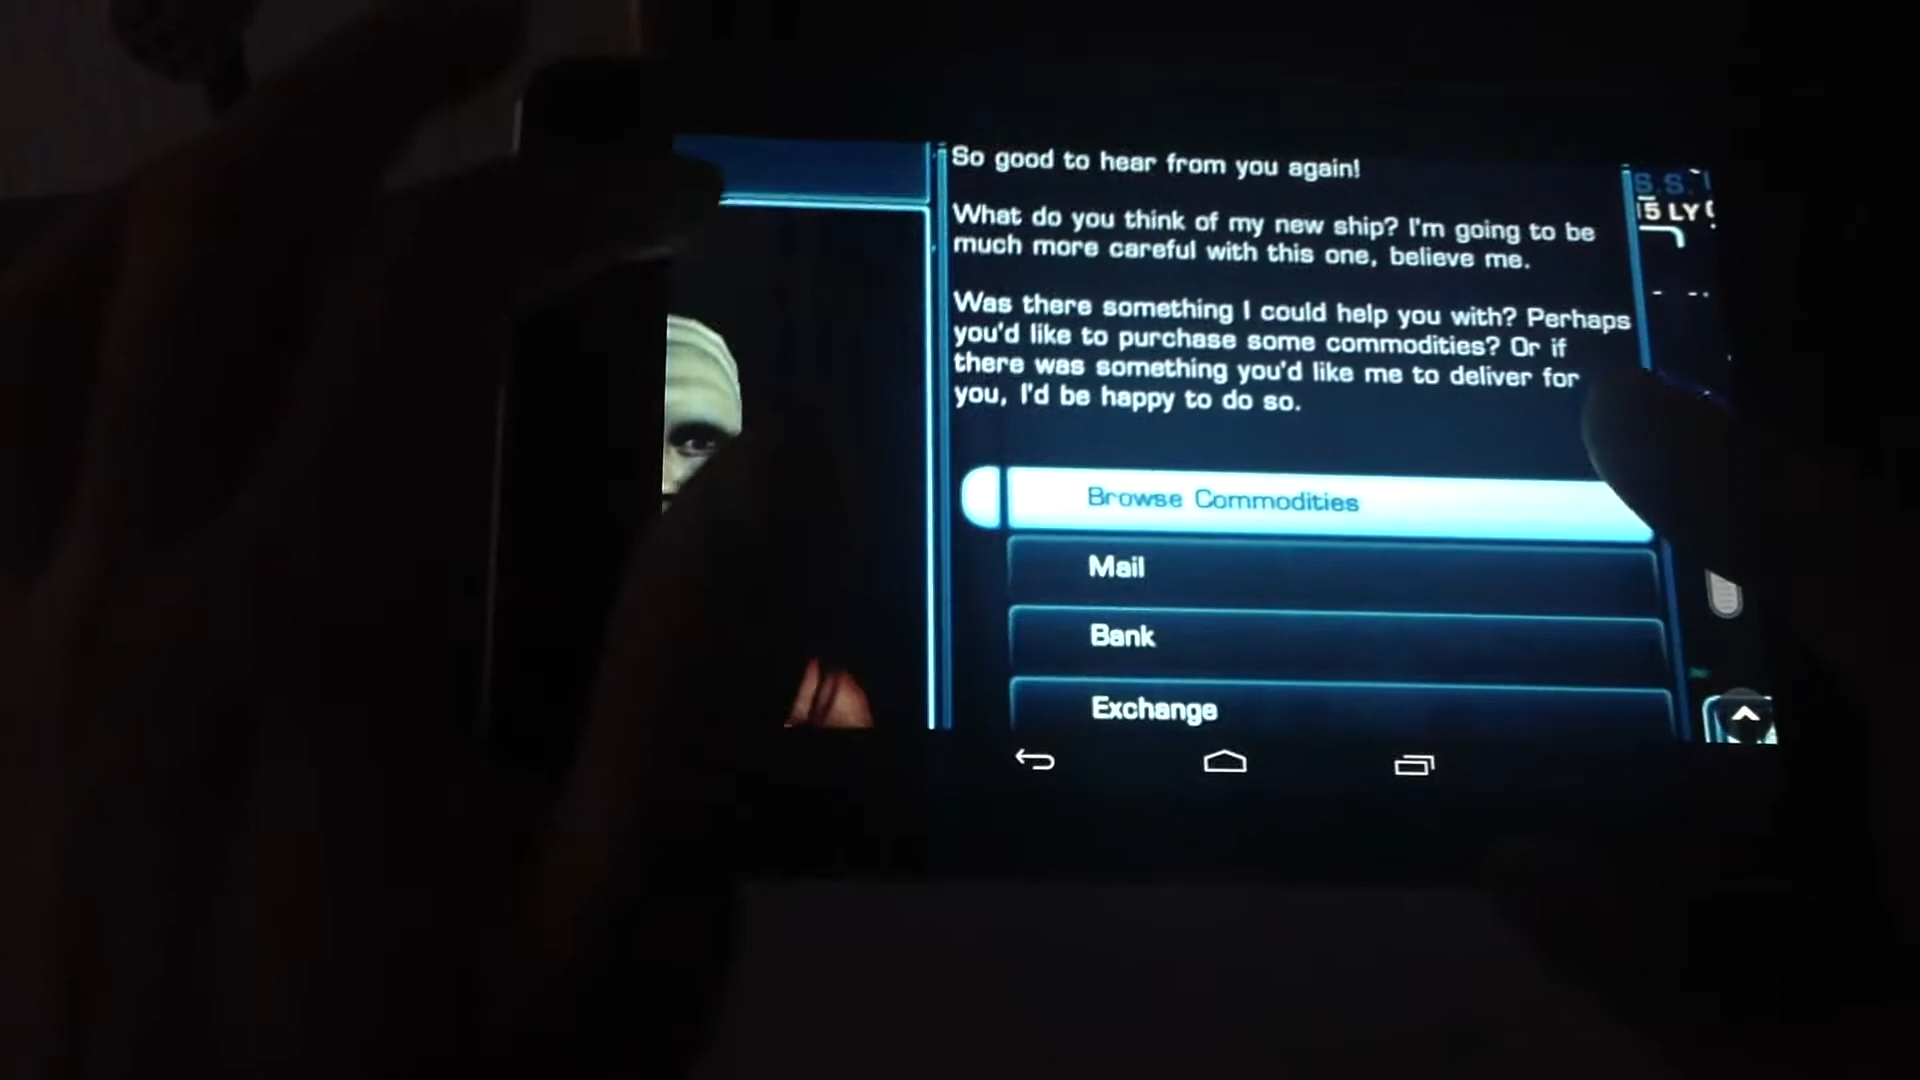 So good to hear from you again!
What do you think of my new ship? I'm going to be
much more careful with this one, believe me.
Was there something I could help you with? Perhaps
you'd like to purchase some commodities? Or if
there was something you'd like me to deliver for
you, I'd be happy to do so.
Browse Commodities
Mail
Bank
Exchange
S.S.
LY